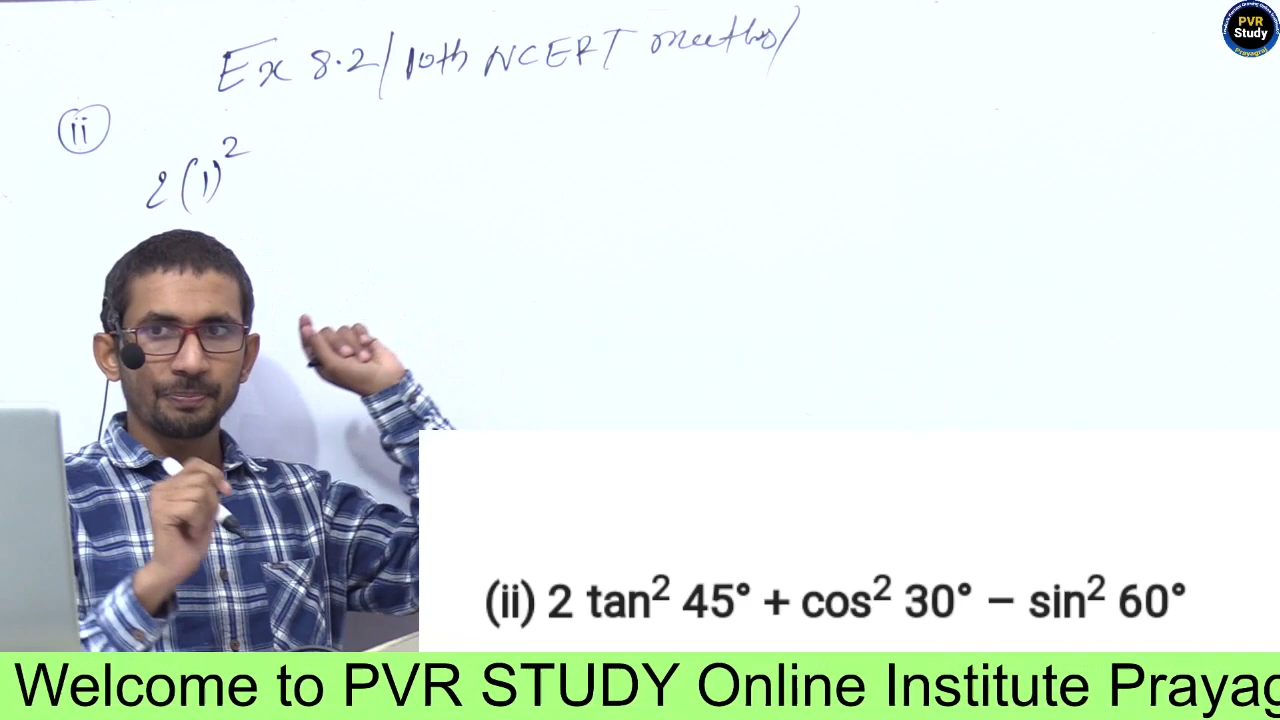 Ex 8.2/10th NCERT
ii
2(1)²
(ii) 2 tan² 45° + cos² 30° – sin² 60°
Welcome to PVR STUDY Online Institute Prayag
PVR
Study
Prayagraj